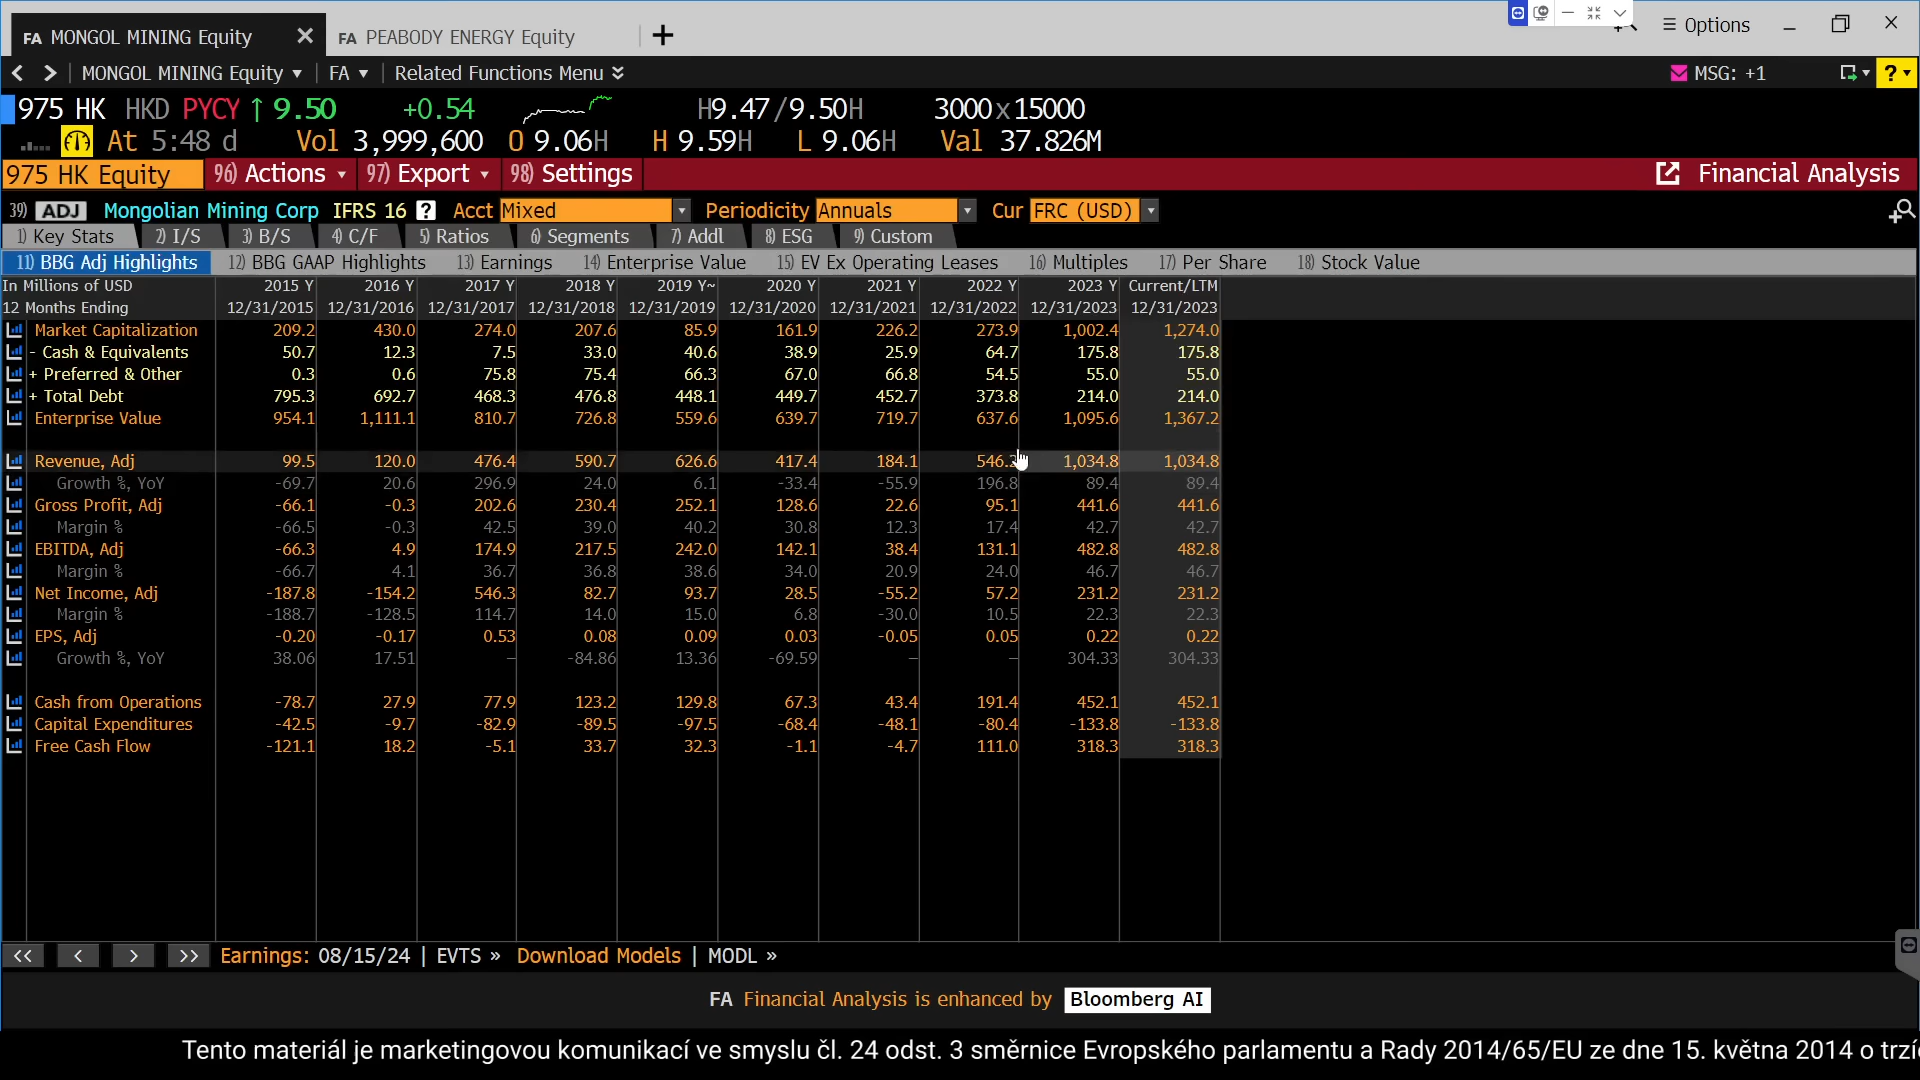 FA MONGOL MINING Equity
FA PEABODY ENERGY Equity
Options
MONGOL MINING Equity FA Related Functions Menu MSG: +1 ?
975 HK HKD PYCY ↑ 9.50 +0.54 H9.47/9.50H 3000x15000
At 5:48 d Vol 3,999,600 O 9.06H H 9.59H L 9.06H Val 37.826M
975 HK Equity 96) Actions 97) Export 98) Settings Financial Analysis
39) ADJ Mongolian Mining Corp IFRS 16 ? Acct Mixed Periodicity Annuals Cur FRC (USD)
1) Key Stats 2) I/S 3) B/S 4) C/F 5) Ratios 6) Segments 7) Addl 8) ESG 9) Custom
11) BBG Adj Highlights 12) BBG GAAP Highlights 13) Earnings 14) Enterprise Value 15) EV Ex Operating Leases 16) Multiples 17) Per Share 18) Stock Value
In Millions of USD 2015 Y 2016 Y 2017 Y 2018 Y 2019 Y~ 2020 Y 2021 Y 2022 Y 2023 Y Current/LTM
12 Months Ending 12/31/2015 12/31/2016 12/31/2017 12/31/2018 12/31/2019 12/31/2020 12/31/2021 12/31/2022 12/31/2023 12/31/2023
Market Capitalization 209.2 430.0 274.0 207.6 85.9 161.9 226.2 273.9 1,002.4 1,274.0
- Cash & Equivalents 50.7 12.3 7.5 33.0 40.6 38.9 25.9 64.7 175.8 175.8
+ Preferred & Other 0.3 0.6 75.8 75.4 66.3 67.0 66.8 54.5 55.0 55.0
+ Total Debt 795.3 692.7 468.3 476.8 448.1 449.7 452.7 373.8 214.0 214.0
Enterprise Value 954.1 1,111.1 810.7 726.8 559.6 639.7 719.7 637.6 1,095.6 1,367.2
Revenue, Adj 99.5 120.0 476.4 590.7 626.6 417.4 184.1 546. 1,034.8 1,034.8
Growth %, YoY -69.7 20.6 296.9 24.0 6.1 -33.4 -55.9 196.8 89.4 89.4
Gross Profit, Adj -66.1 -0.3 202.6 230.4 252.1 128.6 22.6 95.1 441.6 441.6
Margin % -66.5 -0.3 42.5 39.0 40.2 30.8 12.3 17.4 42.7 42.7
EBITDA, Adj -66.3 4.9 174.9 217.5 242.0 142.1 38.4 131.1 482.8 482.8
Margin % -66.7 4.1 36.7 36.8 38.6 34.0 20.9 24.0 46.7 46.7
Net Income, Adj -187.8 -154.2 546.3 82.7 93.7 28.5 -55.2 57.2 231.2 231.2
Margin % -188.7 -128.5 114.7 14.0 15.0 6.8 -30.0 10.5 22.3 22.3
EPS, Adj -0.20 -0.17 0.53 0.08 0.09 0.03 -0.05 0.05 0.22 0.22
Growth %, YoY 38.06 17.51 – -84.86 13.36 -69.59 – – 304.33 304.33
Cash from Operations -78.7 27.9 77.9 123.2 129.8 67.3 43.4 191.4 452.1 452.1
Capital Expenditures -42.5 -9.7 -82.9 -89.5 -97.5 -68.4 -48.1 -80.4 -133.8 -133.8
Free Cash Flow -121.1 18.2 -5.1 33.7 32.3 -1.1 -4.7 111.0 318.3 318.3
<< < > >> Earnings: 08/15/24 | EVTS » Download Models | MODL »
FA Financial Analysis is enhanced by Bloomberg AI
Tento materiál je marketingovou komunikací ve smyslu čl. 24 odst. 3 směrnice Evropského parlamentu a Rady 2014/65/EU ze dne 15. května 2014 o trzí